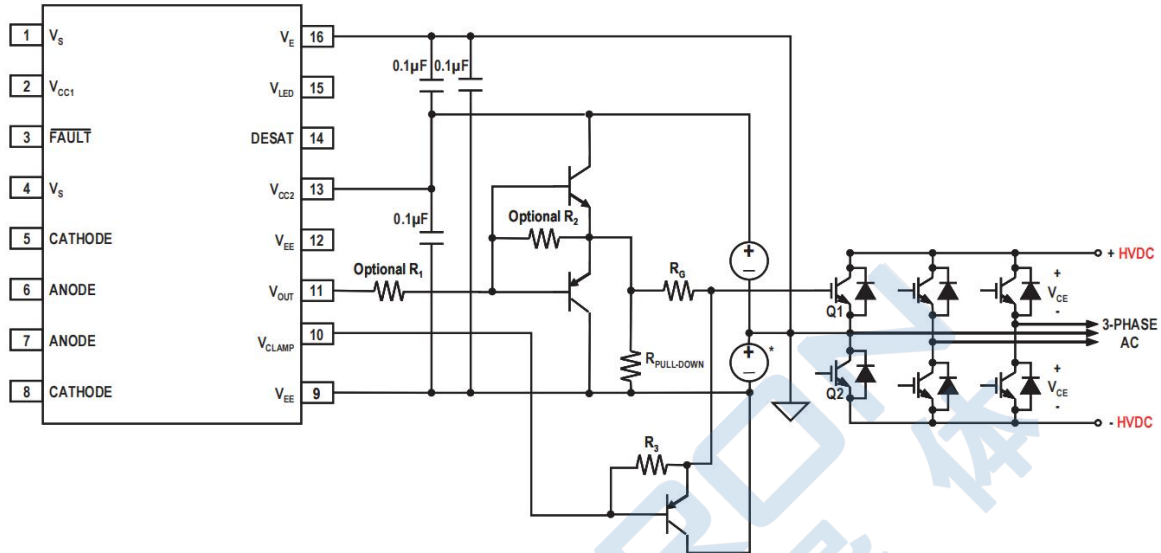 1 V_S
2 V_CC1
3 FAULT
4 V_S
5 CATHODE
6 ANODE
7 ANODE
8 CATHODE
V_E 16
V_LED 15
DESAT 14
V_CC2 13
V_EE 12
V_OUT 11
V_CLAMP 10
V_EE 9
0.1µF 0.1µF
0.1µF
Optional R_1
Optional R_2
R_G
R_PULL-DOWN
R_3
+
–
+ *
–
Q1
Q2
+ HVDC
+
V_CE
-
3-PHASE
AC
+
V_CE
-
- HVDC
RON
体